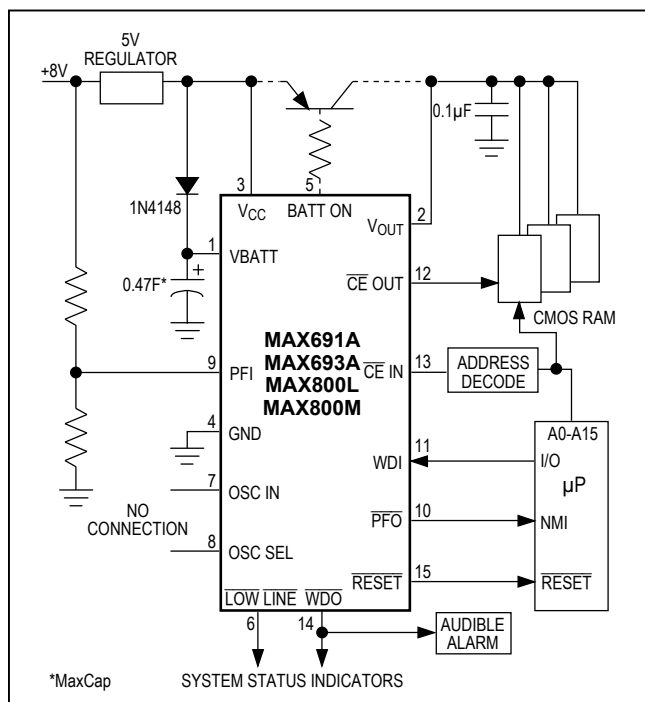 5V
REGULATOR
+8V
0.1µF
3
5
1N4148
VCC
BATT ON
2
VOUT
1
VBATT
0.47F*
+
12
CE OUT
CMOS RAM
MAX691A
MAX693A
MAX800L
MAX800M
9
PFI
13
CE IN
ADDRESS
DECODE
4
GND
A0-A15
11
WDI
I/O
µP
7
OSC IN
NO
CONNECTION
10
PFO
NMI
8
OSC SEL
15
RESET
RESET
LOW LINE
WDO
6
14
AUDIBLE
ALARM
*MaxCap
SYSTEM STATUS INDICATORS